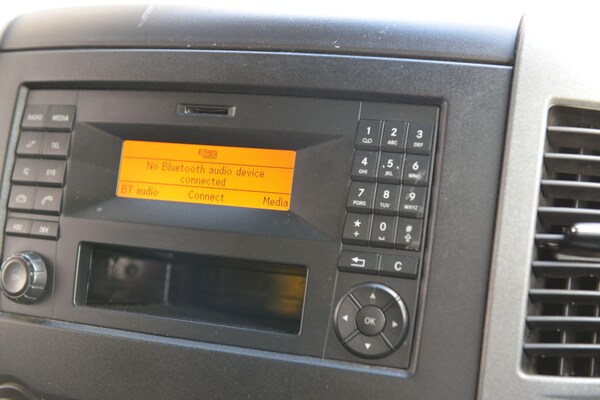 No Bluetooth audio device
connected
BT audio Connect Media
RADIO MEDIA
TEL
SYS
1 2 ABC 3 DEF
4 GHI 5 JKL 6 MNO
7 PQRS 8 TUV 9 WXYZ
* 0 #
C
OK